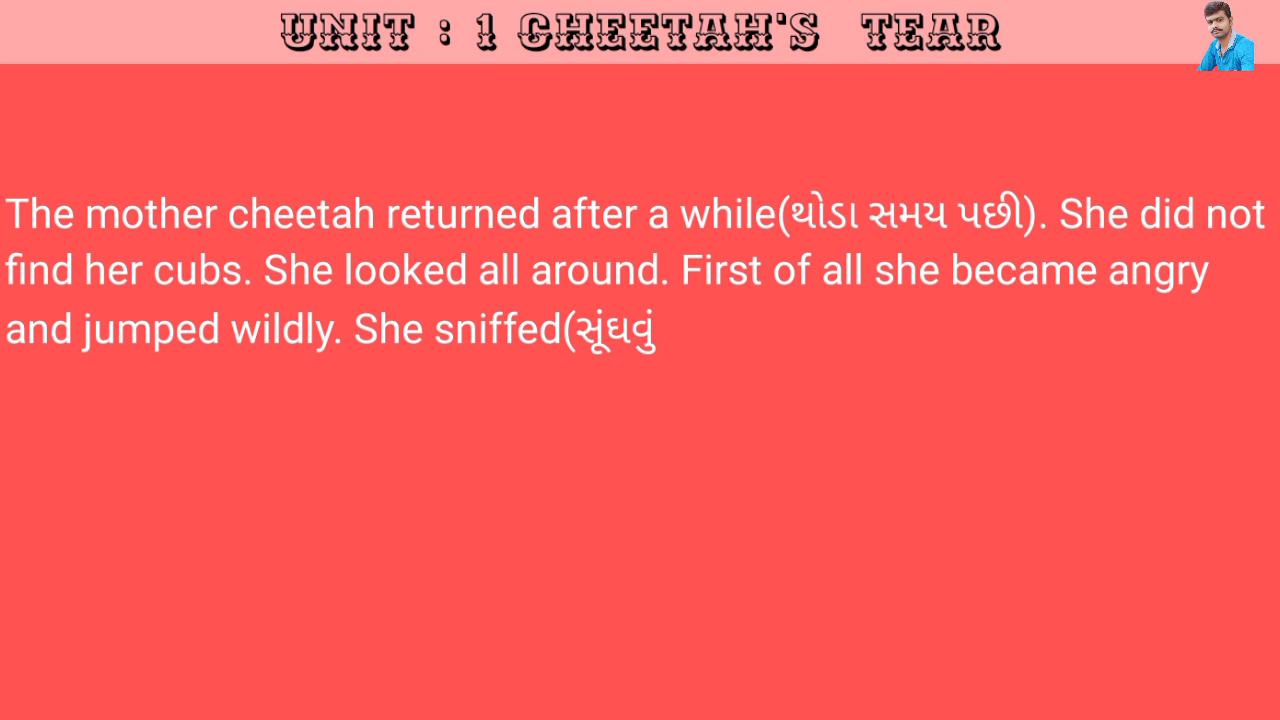 UNIT : 1 CHEETAH'S TEAR
The mother cheetah returned after a while(થોડા સમય પછી). She did not
find her cubs. She looked all around. First of all she became angry
and jumped wildly. She sniffed(સૂંઘવું